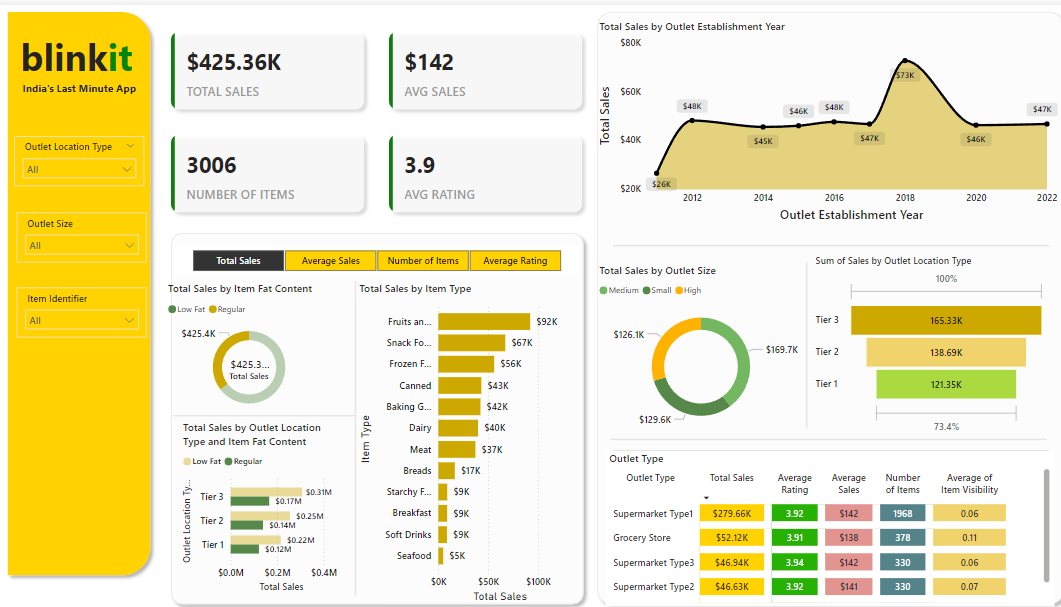 blinkit
India's Last Minute App
Outlet Location Type
All
Outlet Size
All
Item Identifier
All
$425.36K
TOTAL SALES
$142
AVG SALES
3006
NUMBER OF ITEMS
3.9
AVG RATING
Total Sales
Average Sales
Number of Items
Average Rating
Total Sales by Item Fat Content
Low Fat
Regular
$425.4K
$425.3...
Total Sales
Total Sales by Outlet Location
Type and Item Fat Content
Low Fat
Regular
Outlet Location Ty...
Tier 3
$0.31M
$0.17M
Tier 2
$0.25M
$0.14M
Tier 1
$0.22M
$0.12M
$0.0M
$0.2M
$0.4M
Total Sales
Total Sales by Item Type
Item Type
Fruits an...
$92K
Snack Fo...
$67K
Frozen F...
$56K
Canned
$43K
Baking G...
$42K
Dairy
$40K
Meat
$37K
Breads
$17K
Starchy F...
$9K
Breakfast
$9K
Soft Drinks
$9K
Seafood
$5K
$0K
$50K
$100K
Total Sales
Total Sales by Outlet Establishment Year
Total Sales
$80K
$60K
$40K
$20K
$26K
$48K
$45K
$46K
$48K
$47K
$73K
$46K
$47K
2012
2014
2016
2018
2020
2022
Outlet Establishment Year
Total Sales by Outlet Size
Medium
Small
High
$126.1K
$169.7K
$129.6K
Sum of Sales by Outlet Location Type
100%
Tier 3
165.33K
Tier 2
138.69K
Tier 1
121.35K
73.4%
Outlet Type
Outlet Type Total Sales Average Rating Average Sales Number of Items Average of Item Visibility
Supermarket Type1 $279.66K 3.92 $142 1968 0.06
Grocery Store $52.12K 3.91 $138 378 0.11
Supermarket Type3 $46.94K 3.94 $142 330 0.06
Supermarket Type2 $46.63K 3.92 $141 330 0.07